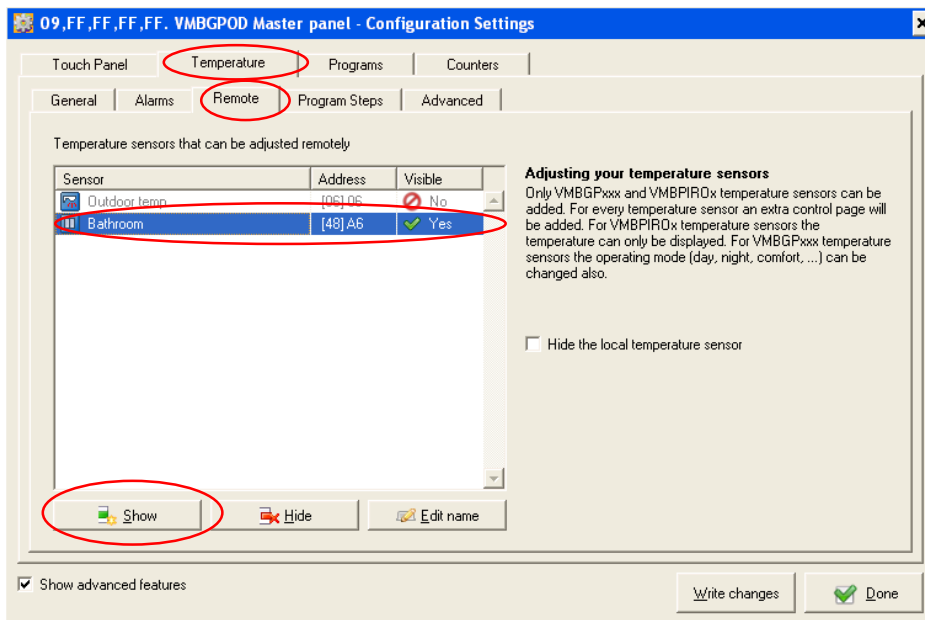 09,FF,FF,FF,FF. VMBGPOD Master panel - Configuration Settings
Touch Panel Temperature Programs Counters
General Alarms Remote Program Steps Advanced
Temperature sensors that can be adjusted remotely
Sensor Address Visible
Outdoor temp [06] 06 No
Bathroom [48] A6 Yes
Show Hide Edit name
Adjusting your temperature sensors
Only VMBGPxxx and VMBPIROx temperature sensors can be
added. For every temperature sensor an extra control page will
be added. For VMBPIROx temperature sensors the
temperature can only be displayed. For VMBGPxxx temperature
sensors the operating mode (day, night, comfort, ...) can be
changed also.
Hide the local temperature sensor
Show advanced features
Write changes Done